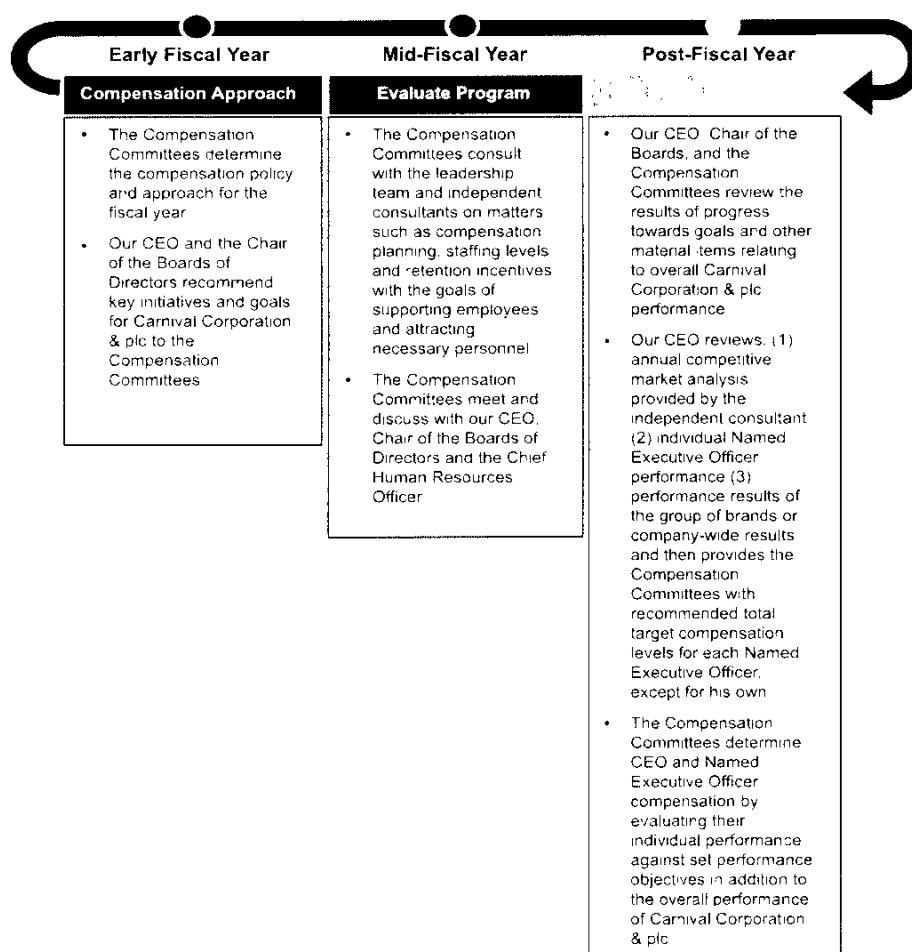 Early Fiscal Year
Mid-Fiscal Year
Post-Fiscal Year
Compensation Approach
• The Compensation
Committees determine
the compensation policy
and approach for the
fiscal year
• Our CEO and the Chair
of the Boards of
Directors recommend
key initiatives and goals
for Carnival Corporation
& plc to the
Compensation
Committees
Evaluate Program
• The Compensation
Committees consult
with the leadership
team and independent
consultants on matters
such as compensation
planning, staffing levels
and retention incentives
with the goals of
supporting employees
and attracting
necessary personnel
• The Compensation
Committees meet and
discuss with our CEO,
Chair of the Boards of
Directors and the Chief
Human Resources
Officer
• Our CEO Chair of the
Boards, and the
Compensation
Committees review the
results of progress
towards goals and other
material items relating
to overall Carnival
Corporation & plc
performance
• Our CEO reviews. (1)
annual competitive
market analysis
provided by the
independent consultant
(2) individual Named
Executive Officer
performance (3)
performance results of
the group of brands or
company-wide results
and then provides the
Compensation
Committees with
recommended total
target compensation
levels for each Named
Executive Officer,
except for his own
• The Compensation
Committees determine
CEO and Named
Executive Officer
compensation by
evaluating their
individual performance
against set performance
objectives in addition to
the overall performance
of Carnival Corporation
& plc